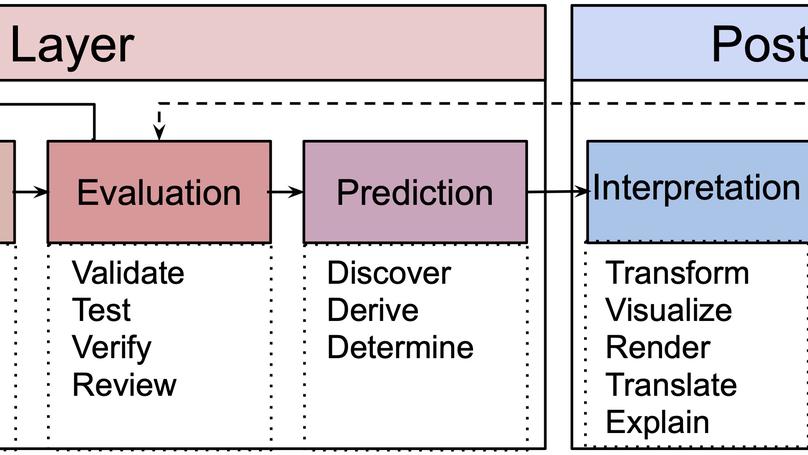 Layer
Post
Evaluation
Prediction
Interpretation
Validate
Test
Verify
Review
Discover
Derive
Determine
Transform
Visualize
Render
Translate
Explain